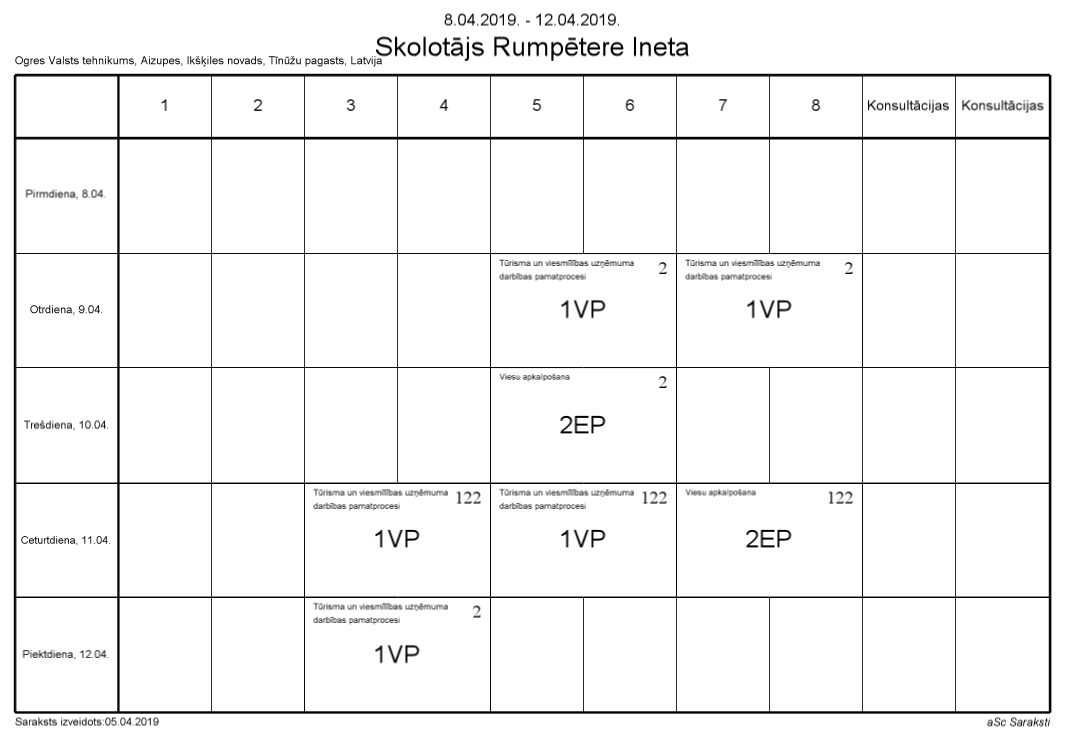 8.04.2019. - 12.04.2019.
Skolotājs Rumpētere Ineta
Ogres Valsts tehnikums, Aizupes, Ikšķiles novads, Tīnūžu pagasts, Latvija
1 2 3 4 5 6 7 8 Konsultācijas Konsultācijas
Pirmdiena, 8.04.
Otrdiena, 9.04.
Tūrisma un viesmīlības uzņēmuma 2
darbības pamatprocesi
1VP
Tūrisma un viesmīlības uzņēmuma 2
darbības pamatprocesi
1VP
Trešdiena, 10.04.
Viesu apkalpošana 2
2EP
Ceturtdiena, 11.04.
Tūrisma un viesmīlības uzņēmuma 122
darbības pamatprocesi
1VP
Tūrisma un viesmīlības uzņēmuma 122
darbības pamatprocesi
1VP
Viesu apkalpošana 122
2EP
Piektdiena, 12.04.
Tūrisma un viesmīlības uzņēmuma 2
darbības pamatprocesi
1VP
Saraksts izveidots:05.04.2019
aSc Saraksti